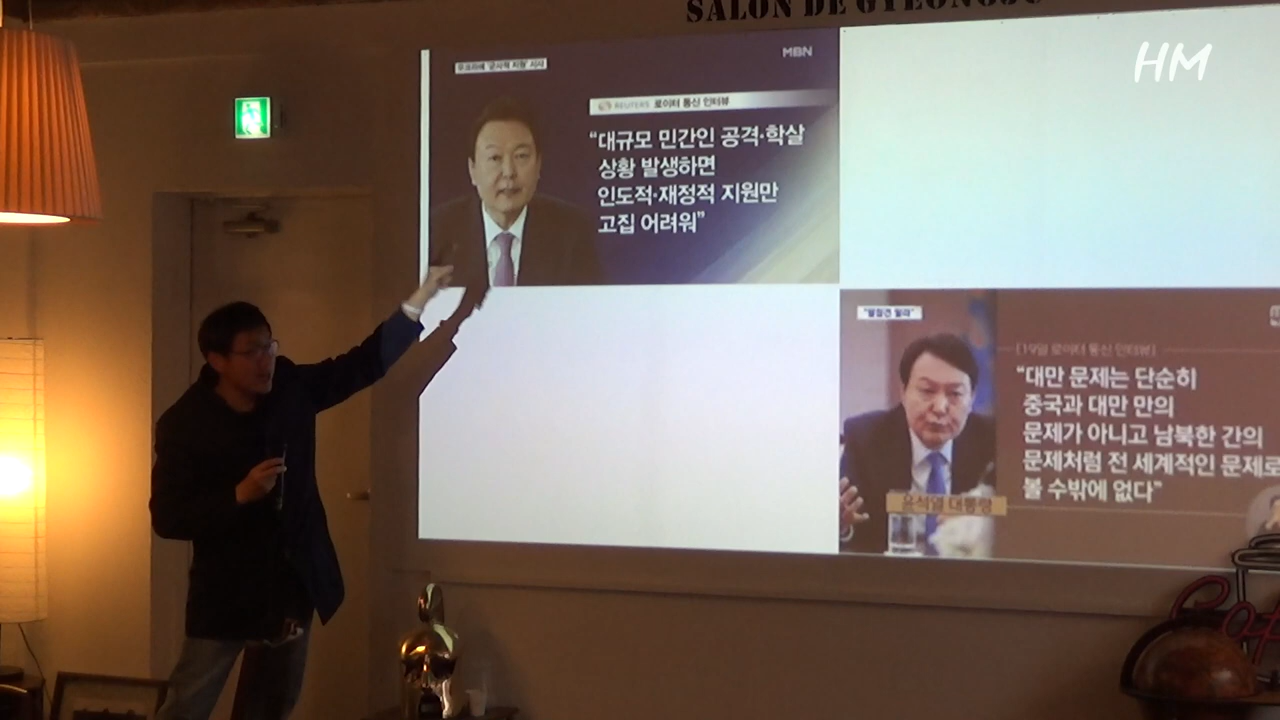 SALON DE GYEONGJU
HM
MBN
우크라에 '군사적 지원' 시사
REUTERS 로이터 통신 인터뷰
"대규모 민간인 공격·학살
상황 발생하면
인도적·재정적 지원만
고집 어려워"
[19일 로이터 통신 인터뷰]
"대만 문제는 단순히
중국과 대만 만의
문제가 아니고 남북한 간의
문제처럼 전 세계적인 문제로
볼 수밖에 없다"
윤석열 대통령